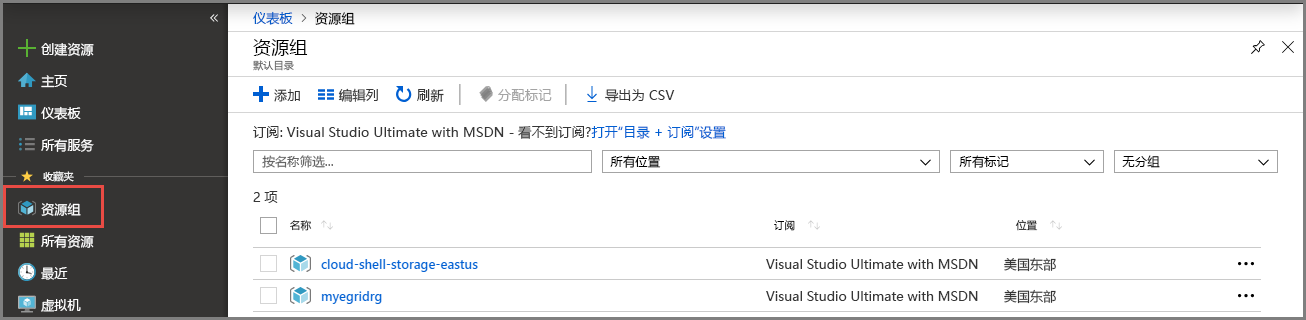 «
创建资源
主页
仪表板
所有服务
收藏夹
资源组
所有资源
最近
虚拟机
仪表板 > 资源组
资源组
默认目录
添加 编辑列 刷新 分配标记 导出为 CSV
订阅: Visual Studio Ultimate with MSDN - 看不到订阅?打开“目录 + 订阅”设置
按名称筛选... 所有位置 所有标记 无分组
2 项
名称 ↑↓ 订阅 ↑↓ 位置 ↑↓
cloud-shell-storage-eastus Visual Studio Ultimate with MSDN 美国东部 •••
myegridrg Visual Studio Ultimate with MSDN 美国东部 •••